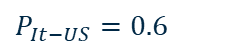 P_{It-US} = 0.6